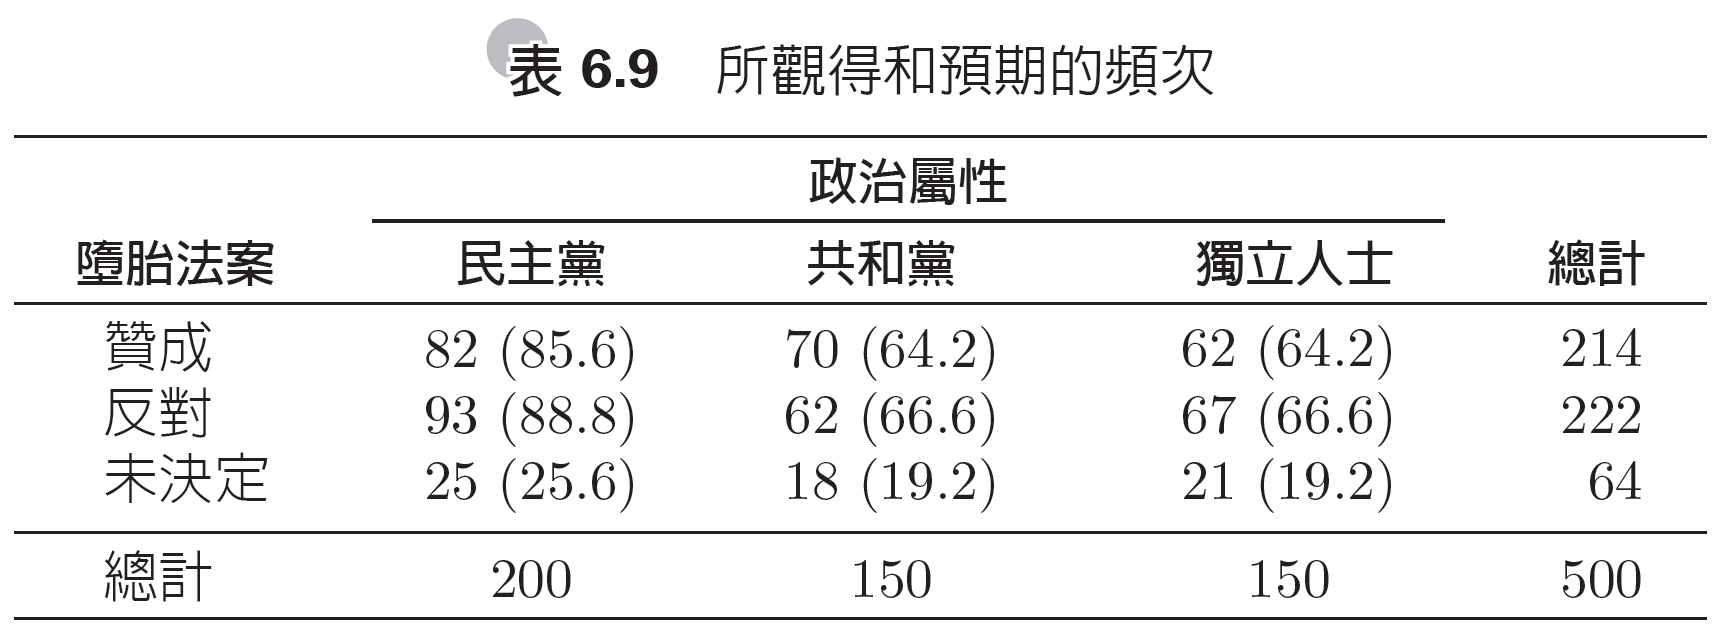 表 6.9 所觀得和預期的頻次
政治屬性
墮胎法案 民主黨 共和黨 獨立人士 總計
贊成 82 (85.6) 70 (64.2) 62 (64.2) 214
反對 93 (88.8) 62 (66.6) 67 (66.6) 222
未決定 25 (25.6) 18 (19.2) 21 (19.2) 64
總計 200 150 150 500